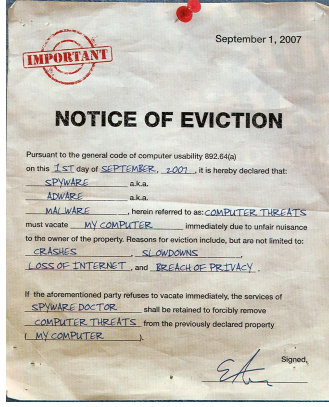 September 1, 2007
IMPORTANT
NOTICE OF EVICTION
Pursuant to the general code of computer usability 892.64(a)
on this 1ST day of SEPTEMBER, 2007, it is hereby declared that:
SPYWARE a.k.a.
ADWARE a.k.a.
MALWARE, herein referred to as: COMPUTER THREATS
must vacate MY COMPUTER immediately due to unfair nuisance
to the owner of the property. Reasons for eviction include, but are not limited to:
CRASHES, SLOWDOWNS
LOSS OF INTERNET, and BREACH OF PRIVACY.
If the aforementioned party refuses to vacate immediately, the services of
SPYWARE DOCTOR shall be retained to forcibly remove
COMPUTER THREATS from the previously declared property
( MY COMPUTER ).
Signed,